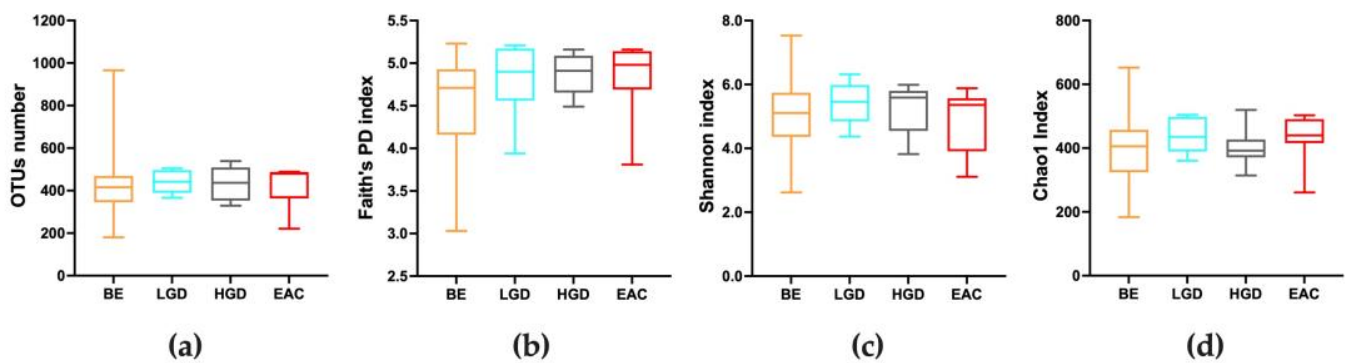 OTUs number
1200
1000
800
600
400
200
0
BE LGD HGD EAC
(a)
Faith's PD index
5.5
5.0
4.5
4.0
3.5
3.0
2.5
BE LGD HGD EAC
(b)
Shannon index
8.0
6.0
4.0
2.0
0.0
BE LGD HGD EAC
(c)
Chao1 Index
800
600
400
200
0
BE LGD HGD EAC
(d)